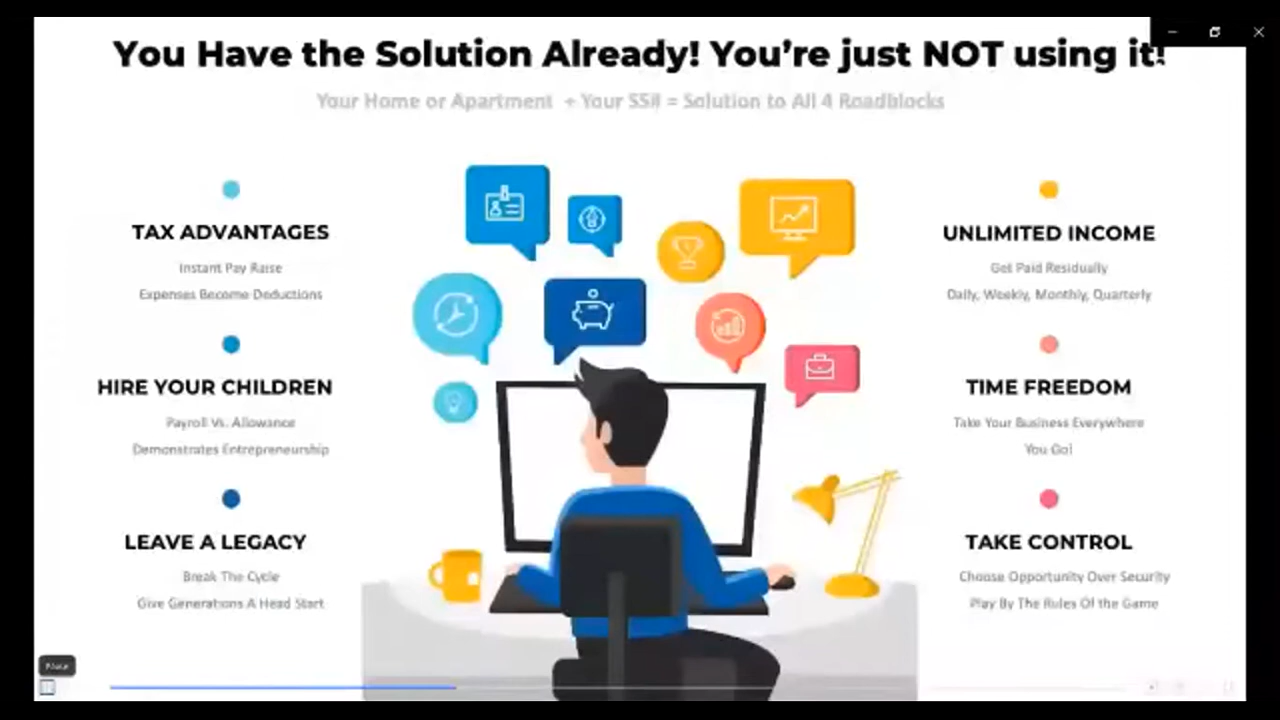 You Have the Solution Already! You're just NOT using it!
Your Home or Apartment + Your SS# = Solution to All 4 Roadblocks
TAX ADVANTAGES
Instant Pay Raise
Expenses Become Deductions
HIRE YOUR CHILDREN
Payroll Vs. Allowance
Demonstrates Entrepreneurship
LEAVE A LEGACY
Break The Cycle
Give Generations A Head Start
UNLIMITED INCOME
Get Paid Residually
Daily, Weekly, Monthly, Quarterly
TIME FREEDOM
Take Your Business Everywhere
You Go!
TAKE CONTROL
Choose Opportunity Over Security
Play By The Rules Of the Game